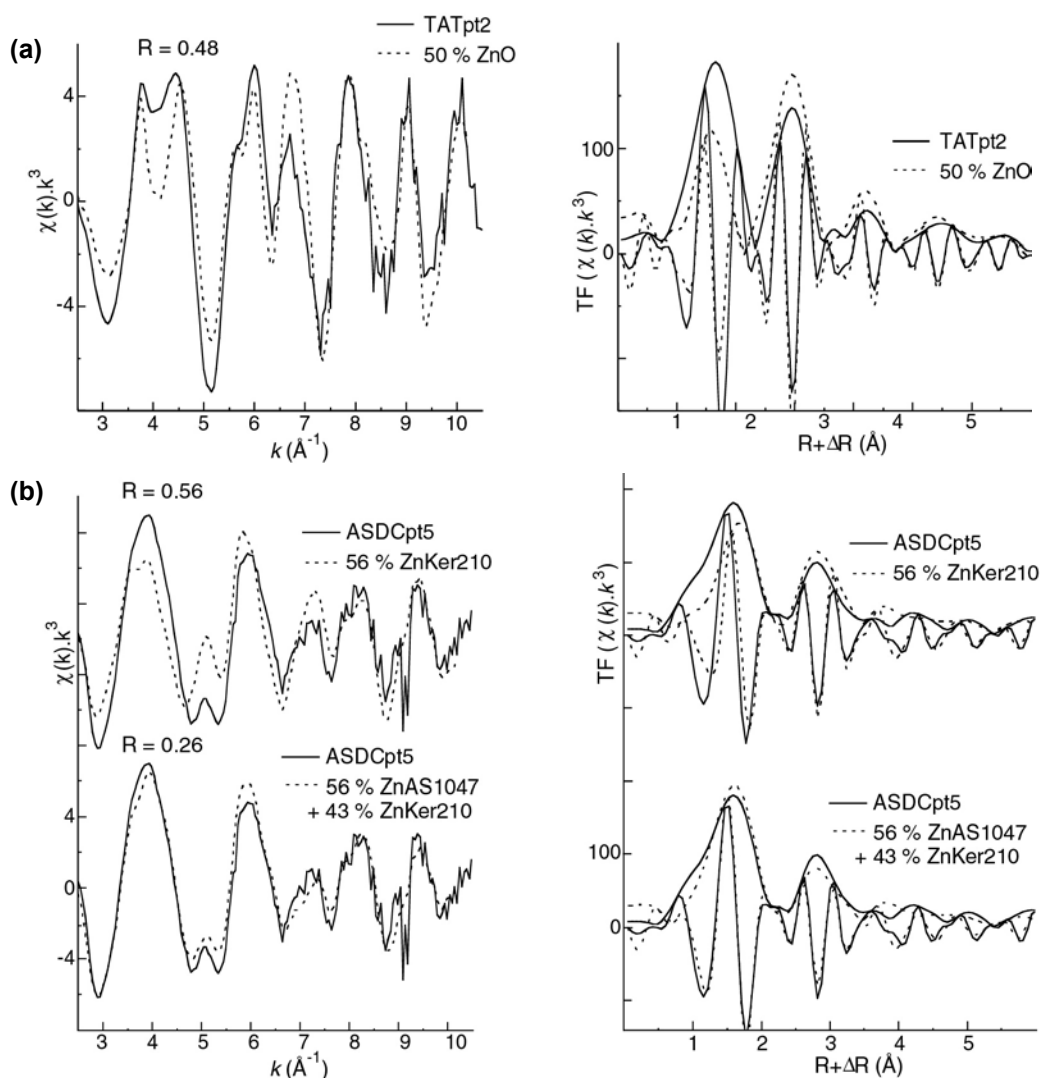 (a)
R = 0.48
TATpt2
50 % ZnO
χ(k).k³
4
0
-4
3 4 5 6 7 8 9 10
k (Å⁻¹)
TATpt2
50 % ZnO
TF ( χ (k).k³ )
100
0
1 2 3 4 5
R+ΔR (Å)
(b)
R = 0.56
ASDCpt5
56 % ZnKer210
χ(k).k³
R = 0.26
ASDCpt5
56 % ZnAS1047
+ 43 % ZnKer210
4
0
-4
3 4 5 6 7 8 9 10
k (Å⁻¹)
ASDCpt5
56 % ZnKer210
TF ( χ (k).k³ )
ASDCpt5
56 % ZnAS1047
+ 43 % ZnKer210
100
0
1 2 3 4 5
R+ΔR (Å)